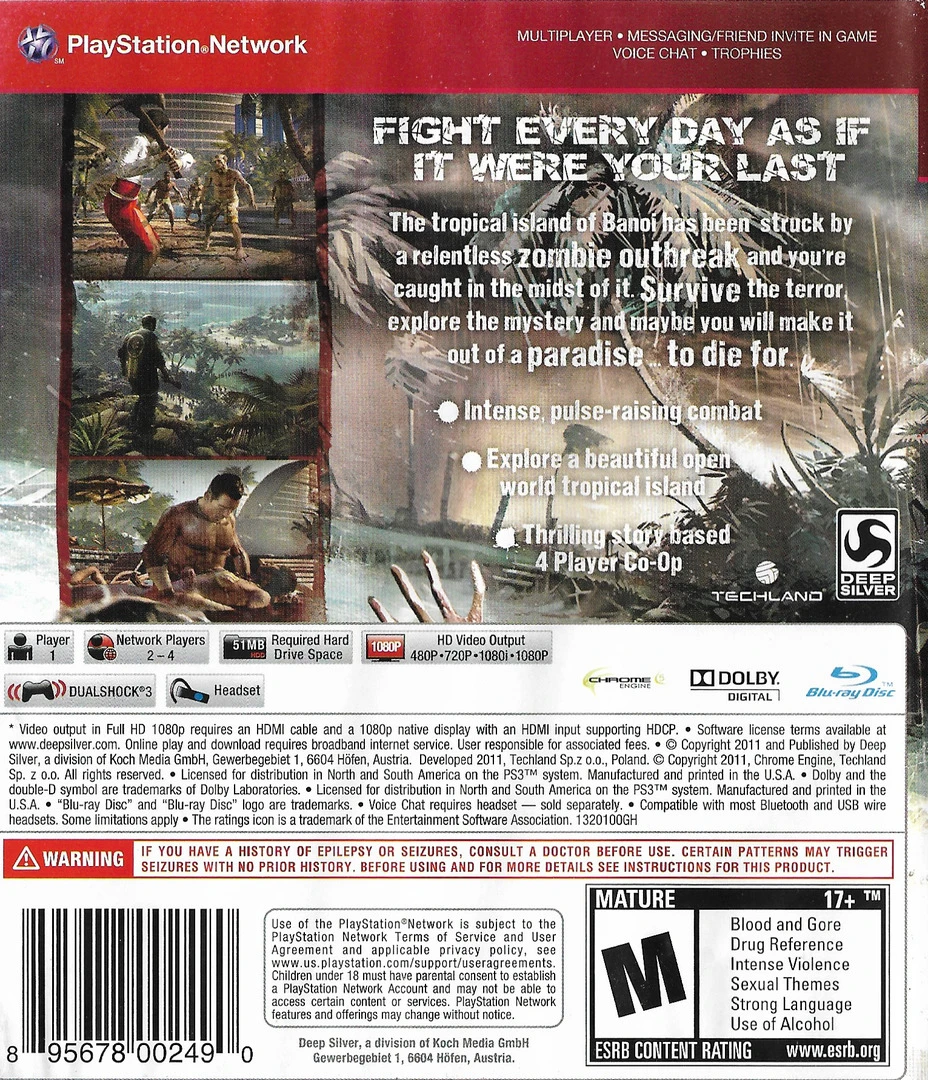 PlayStation®Network
SM
MULTIPLAYER • MESSAGING/FRIEND INVITE IN GAME
VOICE CHAT • TROPHIES
FIGHT EVERY DAY AS IF
IT WERE YOUR LAST
The tropical island of Banoi has been struck by
a relentless zombie outbreak and you're
caught in the midst of it. Survive the terror,
explore the mystery and maybe you will make it
out of a paradise... to die for.
Intense, pulse-raising combat
Explore a beautiful open
world tropical island
Thrilling story based
4 Player Co-Op
TECHLAND
DEEP
SILVER
Player
1
Network Players
2 – 4
51MB
HDD
Required Hard
Drive Space
1080P
HD Video Output
480P•720P•1080i•1080P
DUALSHOCK®3
Headset
CHROME
ENGINE
DOLBY
DIGITAL
Blu-ray Disc™
* Video output in Full HD 1080p requires an HDMI cable and a 1080p native display with an HDMI input supporting HDCP. • Software license terms available at
www.deepsilver.com. Online play and download requires broadband internet service. User responsible for associated fees. • © Copyright 2011 and Published by Deep
Silver, a division of Koch Media GmbH, Gewerbegebiet 1, 6604 Höfen, Austria. Developed 2011, Techland Sp.z o.o., Poland. © Copyright 2011, Chrome Engine, Techland
Sp. z o.o. All rights reserved. • Licensed for distribution in North and South America on the PS3™ system. Manufactured and printed in the U.S.A. • Dolby and the
double-D symbol are trademarks of Dolby Laboratories. • Licensed for distribution in North and South America on the PS3™ system. Manufactured and printed in the
U.S.A. • “Blu-ray Disc” and “Blu-ray Disc” logo are trademarks. • Voice Chat requires headset — sold separately. • Compatible with most Bluetooth and USB wire
headsets. Some limitations apply • The ratings icon is a trademark of the Entertainment Software Association. 1320100GH
WARNING
IF YOU HAVE A HISTORY OF EPILEPSY OR SEIZURES, CONSULT A DOCTOR BEFORE USE. CERTAIN PATTERNS MAY TRIGGER
SEIZURES WITH NO PRIOR HISTORY. BEFORE USING AND FOR MORE DETAILS SEE INSTRUCTIONS FOR THIS PRODUCT.
8 95678 00249 0
Use of the PlayStation®Network is subject to the
PlayStation Network Terms of Service and User
Agreement and applicable privacy policy, see
www.us.playstation.com/support/useragreements.
Children under 18 must have parental consent to establish
a PlayStation Network Account and may not be able to
access certain content or services. PlayStation Network
features and offerings may change without notice.
Deep Silver, a division of Koch Media GmbH
Gewerbegebiet 1, 6604 Höfen, Austria.
MATURE 17+ ™
M
Blood and Gore
Drug Reference
Intense Violence
Sexual Themes
Strong Language
Use of Alcohol
ESRB CONTENT RATING www.esrb.org